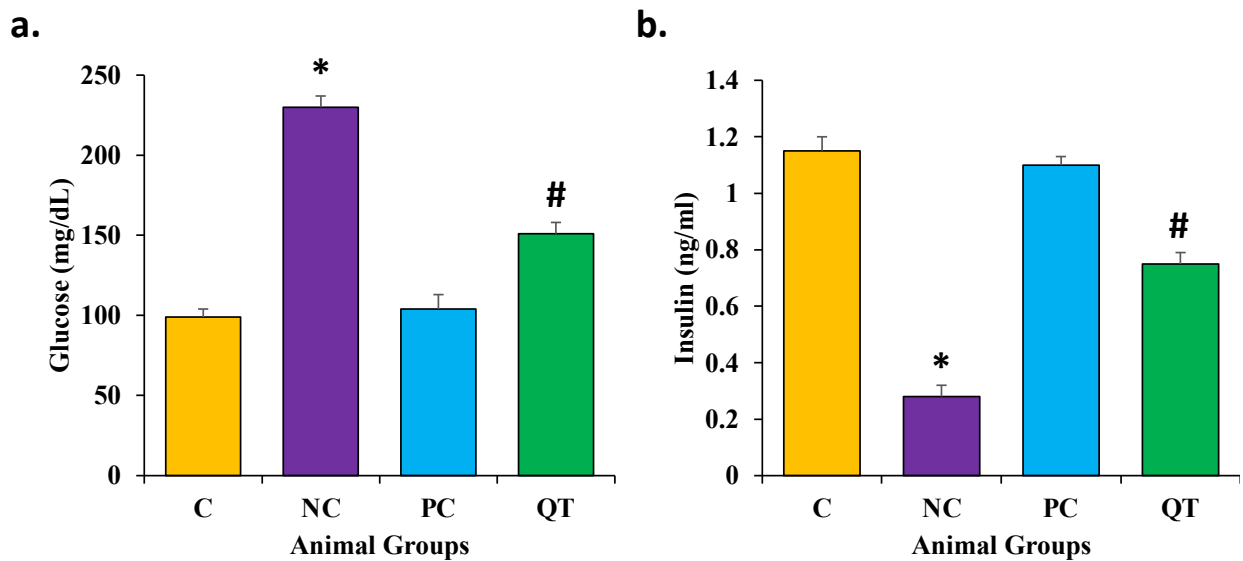 a.
Glucose (mg/dL)
250
200
150
100
50
0
*
#
C NC PC QT
Animal Groups
b.
Insulin (ng/ml)
1.4
1.2
1
0.8
0.6
0.4
0.2
0
*
#
C NC PC QT
Animal Groups